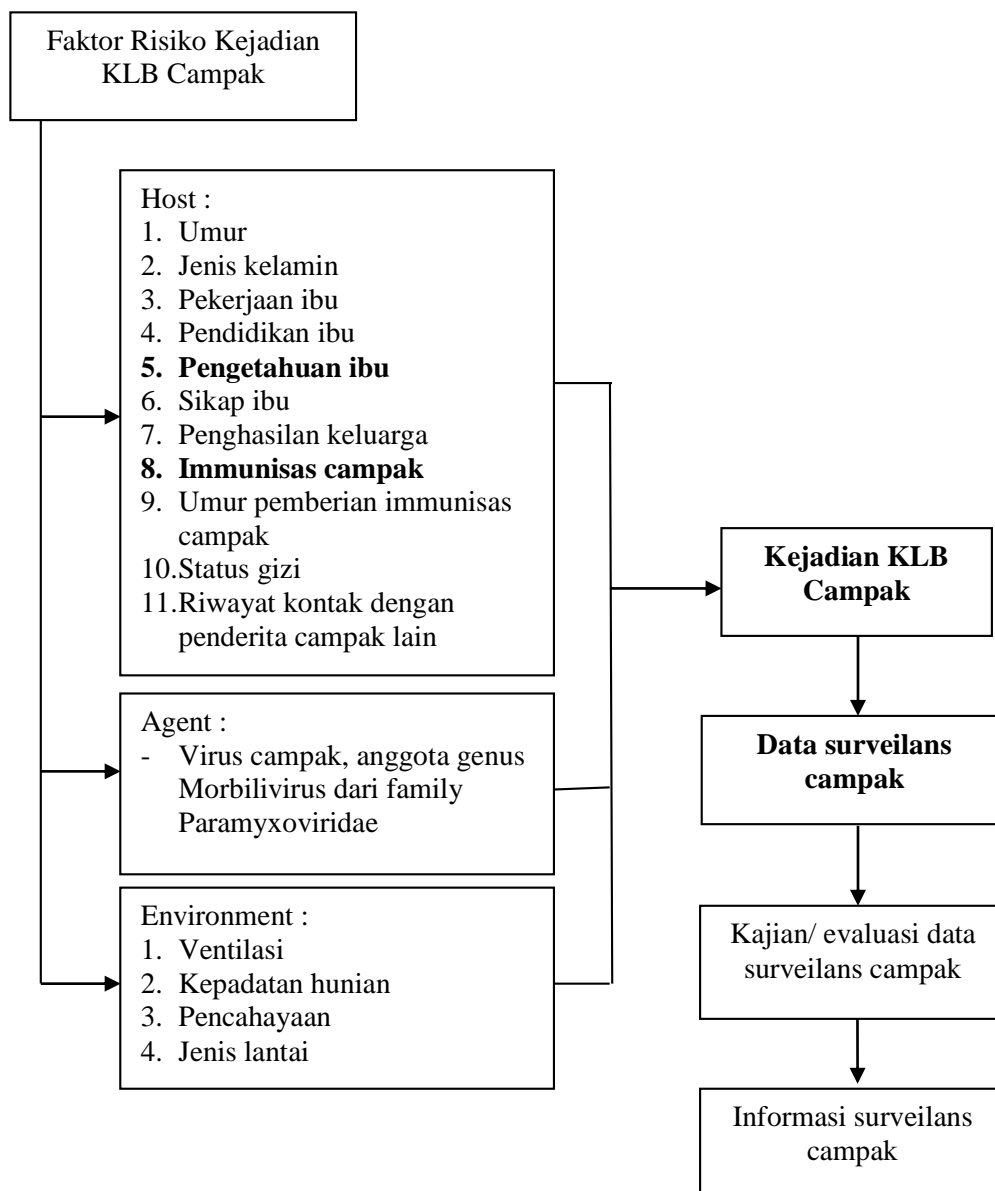 Faktor Risiko Kejadian
KLB Campak
Host :
1. Umur
2. Jenis kelamin
3. Pekerjaan ibu
4. Pendidikan ibu
5. Pengetahuan ibu
6. Sikap ibu
7. Penghasilan keluarga
8. Immunisas campak
9. Umur pemberian immunisas
campak
10.Status gizi
11.Riwayat kontak dengan
penderita campak lain
Agent :
- Virus campak, anggota genus
Morbilivirus dari family
Paramyxoviridae
Environment :
1. Ventilasi
2. Kepadatan hunian
3. Pencahayaan
4. Jenis lantai
Kejadian KLB
Campak
Data surveilans
campak
Kajian/ evaluasi data
surveilans campak
Informasi surveilans
campak